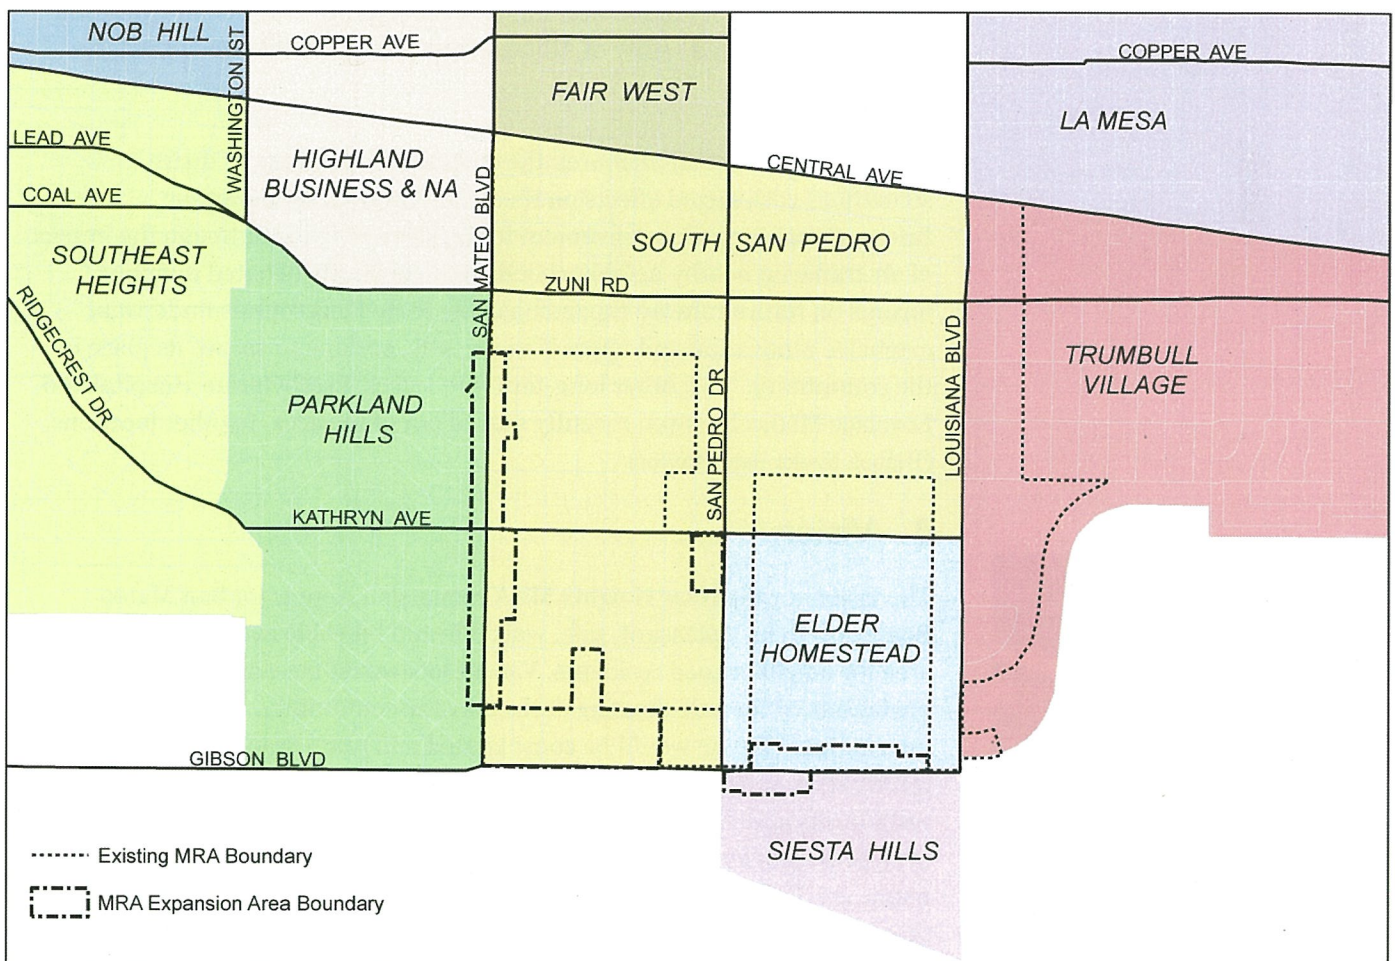 NOB HILL
WASHINGTON ST
COPPER AVE
COPPER AVE
FAIR WEST
LA MESA
LEAD AVE
HIGHLAND
BUSINESS & NA
CENTRAL AVE
COAL AVE
SAN MATEO BLVD
SOUTH SAN PEDRO
SOUTHEAST
HEIGHTS
ZUNI RD
RIDGECREST DR
LOUISIANA BLVD
TRUMBULL
VILLAGE
PARKLAND
HILLS
SAN PEDRO DR
KATHRYN AVE
ELDER
HOMESTEAD
GIBSON BLVD
SIESTA HILLS
Existing MRA Boundary
MRA Expansion Area Boundary